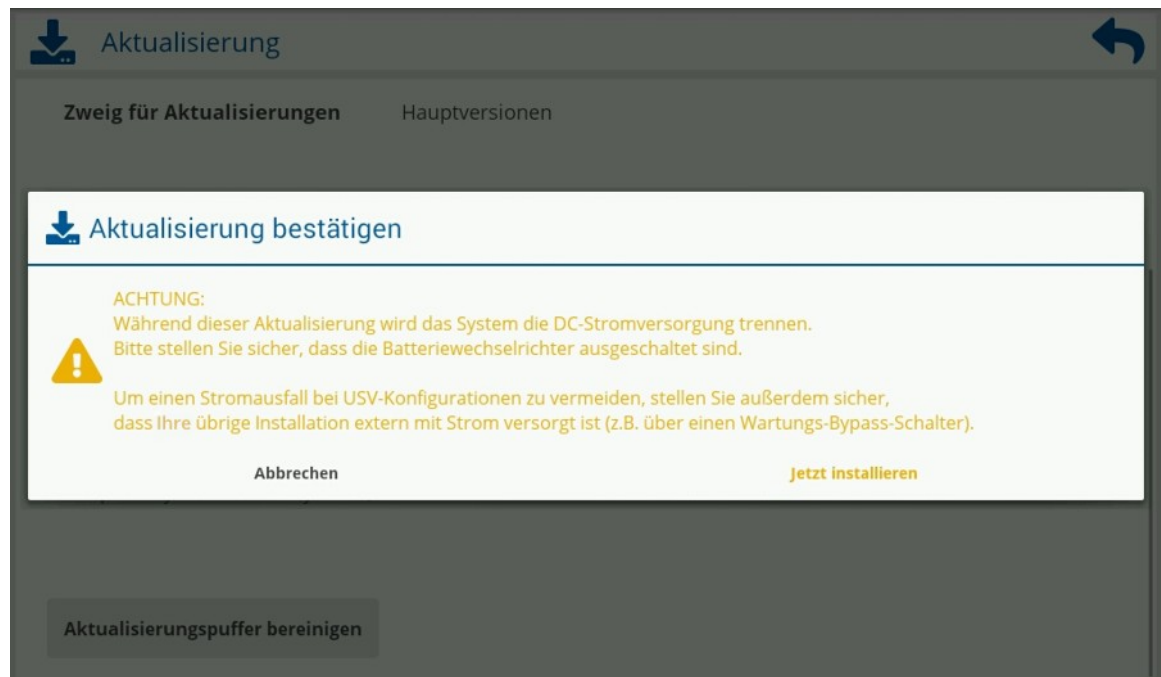 Aktualisierung
Zweig für Aktualisierungen Hauptversionen
Aktualisierung bestätigen
ACHTUNG:
Während dieser Aktualisierung wird das System die DC-Stromversorgung trennen.
Bitte stellen Sie sicher, dass die Batteriewechselrichter ausgeschaltet sind.
Um einen Stromausfall bei USV-Konfigurationen zu vermeiden, stellen Sie außerdem sicher,
dass Ihre übrige Installation extern mit Strom versorgt ist (z.B. über einen Wartungs-Bypass-Schalter).
Abbrechen Jetzt installieren
Aktualisierungspuffer bereinigen